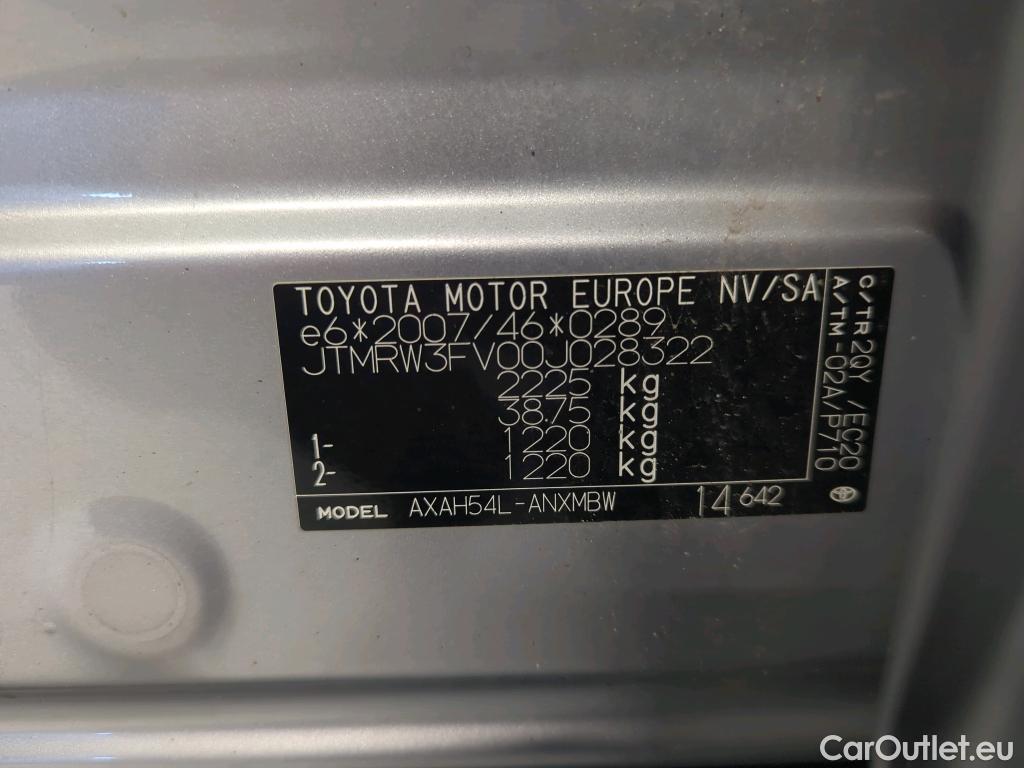 TOYOTA MOTOR EUROPE NV/SA
e6*2007/46*0289
JTMRW3FV00J028322
2225 kg
3875 kg
1- 1220 kg
2- 1220 kg
MODEL AXAH54L-ANXMBW 14 642
C/TR 2QY /EC20
A/TM -02A/P710
CarOutlet.eu